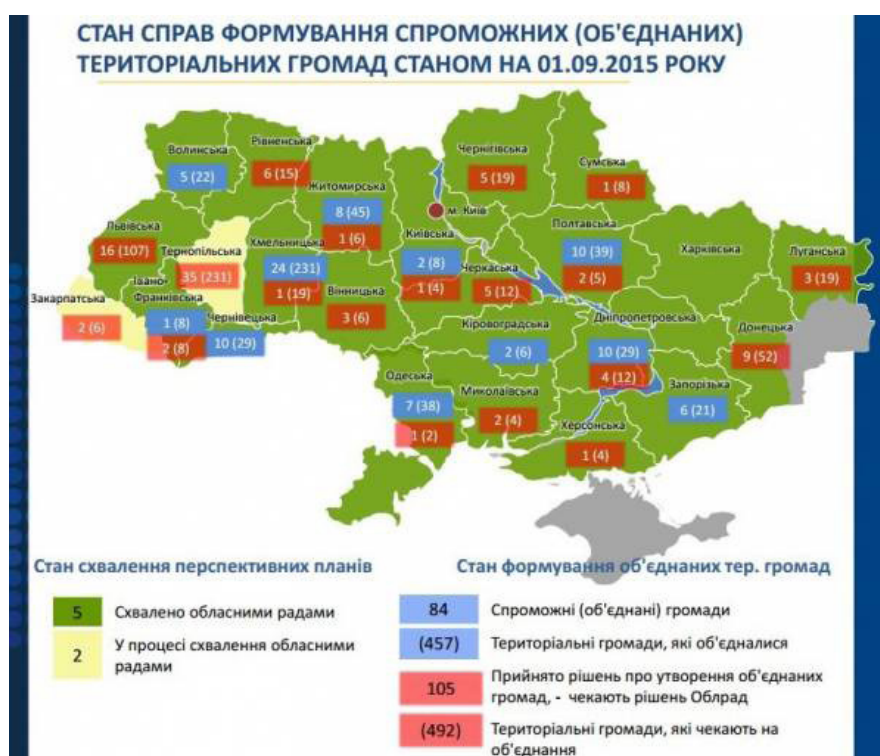 СТАН СПРАВ ФОРМУВАННЯ СПРОМОЖНИХ (ОБ'ЄДНАНИХ)
ТЕРИТОРІАЛЬНИХ ГРОМАД СТАНОМ НА 01.09.2015 РОКУ
Волинська
5 (22)
Рівненська
6 (15)
Житомирська
8 (45)
1 (6)
Чернігівська
5 (19)
Сумська
1 (8)
м. Київ
Київська
2 (8)
1 (4)
Львівська
16 (107)
Тернопільська
35 (231)
Хмельницька
24 (231)
1 (19)
Вінницька
3 (6)
Черкаська
5 (12)
Полтавська
10 (39)
2 (5)
Харківська
Луганська
3 (19)
Закарпатська
2 (6)
Івано-
Франківська
1 (8)
2 (8)
Чернівецька
10 (29)
Кіровоградська
2 (6)
Дніпропетровська
10 (29)
4 (12)
Донецька
9 (52)
Одеська
7 (38)
1 (2)
Миколаївська
2 (4)
Херсонська
1 (4)
Запорізька
6 (21)
Стан схвалення перспективних планів
5
Схвалено обласними радами
2
У процесі схвалення обласними
радами
Стан формування об'єднаних тер. громад
84
Спроможні (об'єднані) громади
(457)
Територіальні громади, які об'єдналися
105
Прийнято рішень про утворення об'єднаних
громад, - чекають рішень Облрад
(492)
Територіальні громади, які чекають на
об'єднання